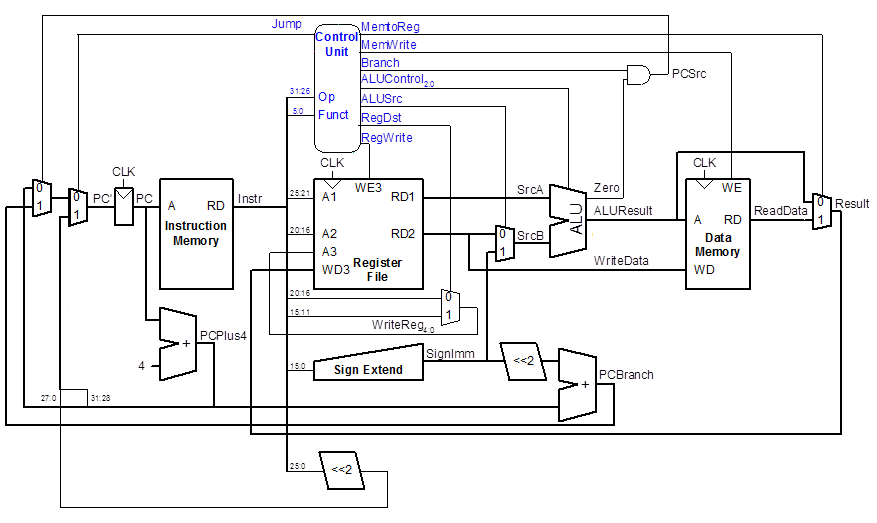 Jump
MemtoReg
Control
Unit
MemWrite
Branch
PCSrc
ALUControl2:0
31:26
Op
ALUSrc
5:0
Funct
RegDst
RegWrite
CLK
CLK
CLK
0
1
0
1
PC'
PC
A
RD
Instr
Instruction
Memory
25:21
A1
WE3
RD1
SrcA
Zero
WE
0
1
Result
20:16
A2
RD2
0
1
SrcB
ALU
ALUResult
A
RD
ReadData
Data
Memory
A3
WD3
Register
File
WriteData
WD
20:16
0
15:11
1
WriteReg4:0
PCPlus4
+
4
SignImm
15:0
Sign Extend
<<2
PCBranch
+
27:0
31:28
25:0
<<2